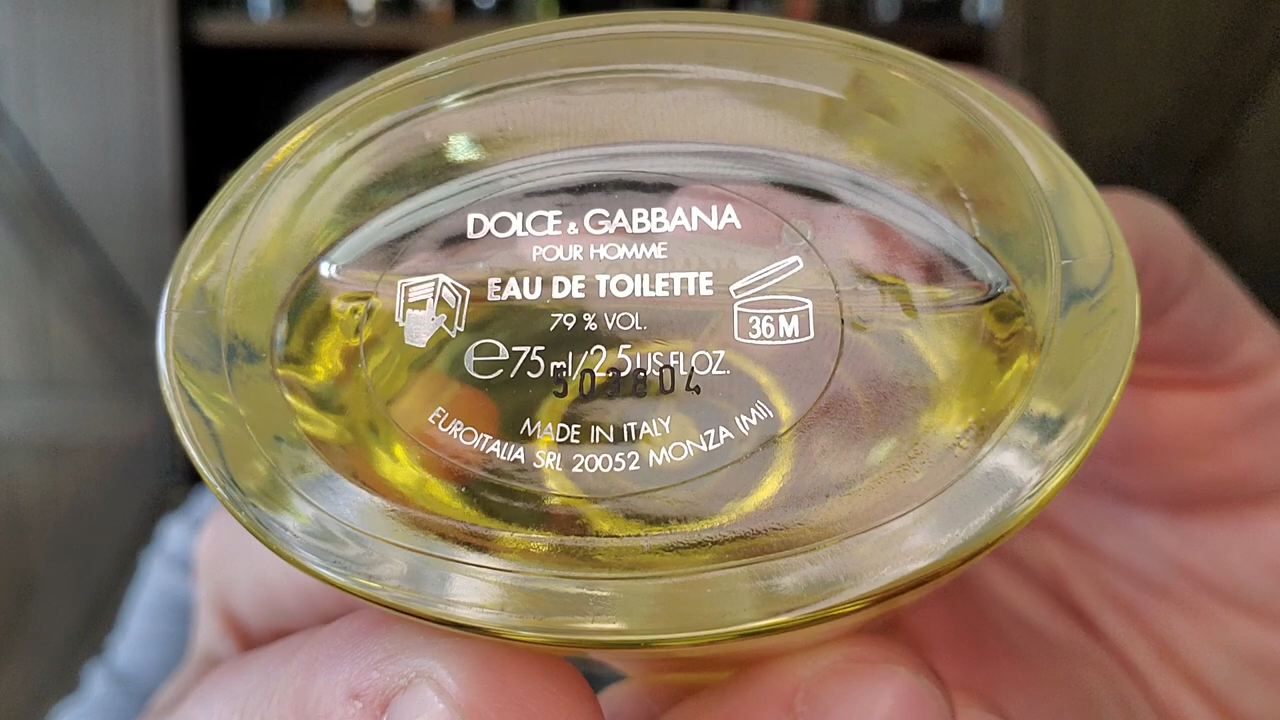 DOLCE & GABBANA
POUR HOMME
EAU DE TOILETTE
79 % VOL.
36 M
e 75 ml/2.5 US FL.OZ.
MADE IN ITALY
EUROITALIA SRL 20052 MONZA (MI)